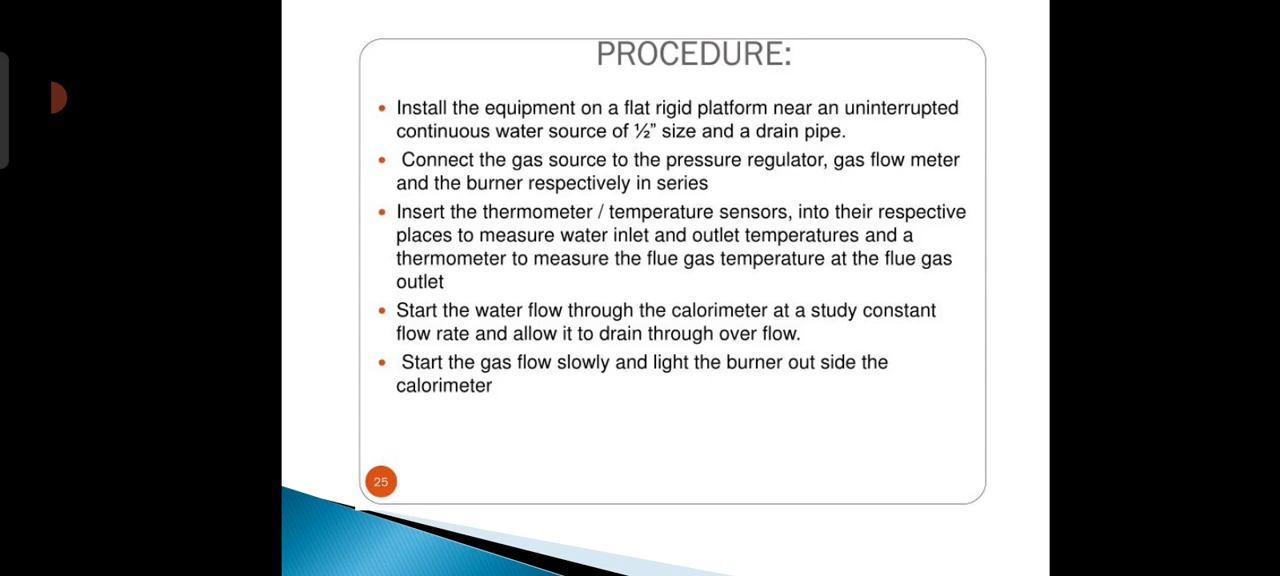 PROCEDURE:
• Install the equipment on a flat rigid platform near an uninterrupted
continuous water source of ½” size and a drain pipe.
• Connect the gas source to the pressure regulator, gas flow meter
and the burner respectively in series
• Insert the thermometer / temperature sensors, into their respective
places to measure water inlet and outlet temperatures and a
thermometer to measure the flue gas temperature at the flue gas
outlet
• Start the water flow through the calorimeter at a study constant
flow rate and allow it to drain through over flow.
• Start the gas flow slowly and light the burner out side the
calorimeter
25